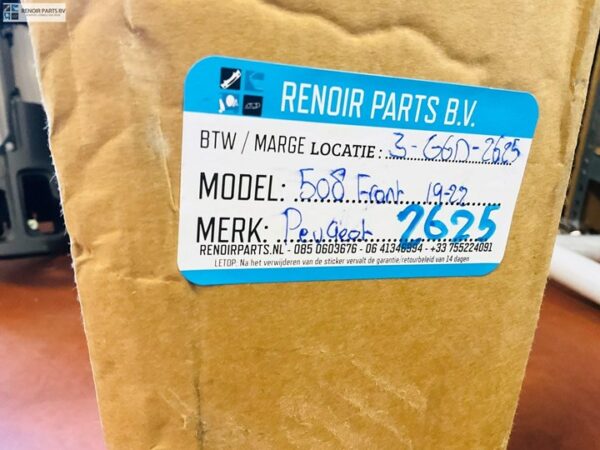 RENOIR PARTS BV
RENOIR PARTS B.V.
BTW / MARGE LOCATIE: 3-GGD-2625
MODEL: 508 Front 19-22
MERK: Peugeot 2625
RENOIRPARTS.NL - 085 0603676 - 06 41346994 - +33 755224091
LETOP: Na het verwijderen van de sticker vervalt de garantie/retourbeleid van 14 dagen